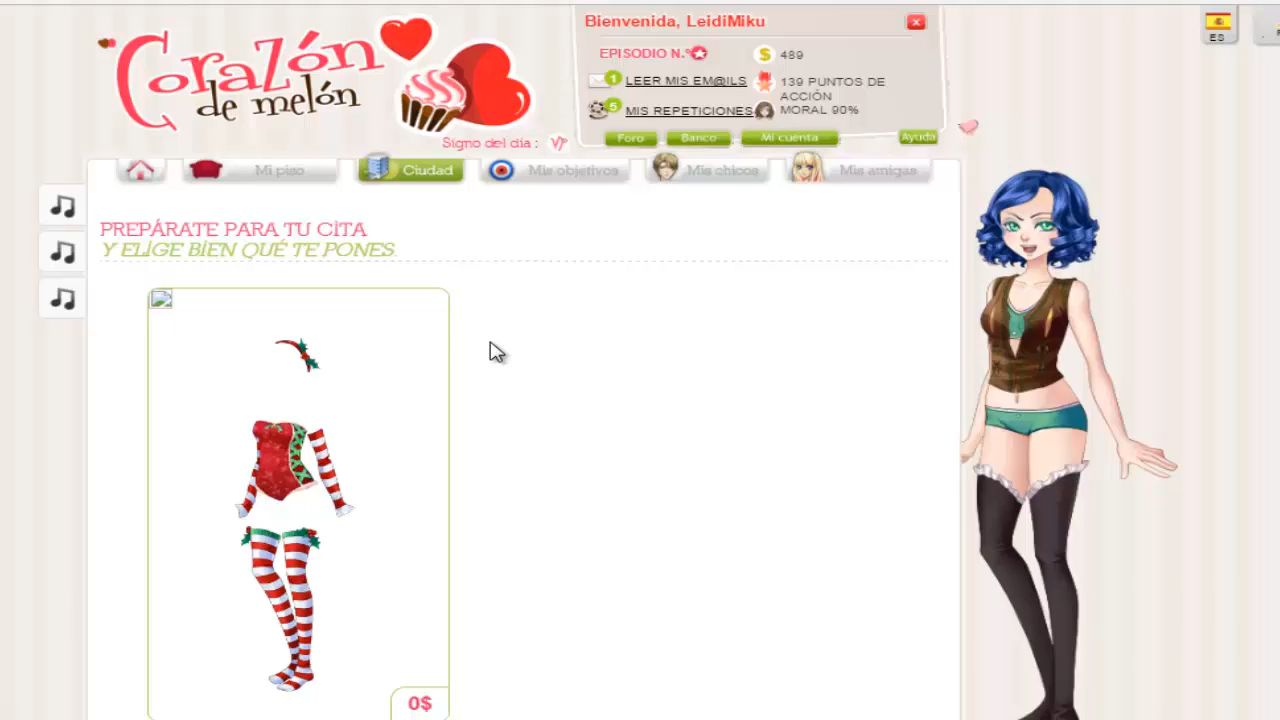 Corazón
de melón
Bienvenida, LeidiMiku
EPISODIO N.º
489
1
LEER MIS EM@ILS
139 PUNTOS DE
ACCIÓN
5
MIS REPETICIONES
MORAL 90%
Foro
Banco
Mi cuenta
Ayuda
ES
Signo del día :
Mi piso
Ciudad
Mis objetivos
Mis chicos
Mis amigas
PREPÁRATE PARA TU CITA
Y ELIGE BIEN QUÉ TE PONES.
0$